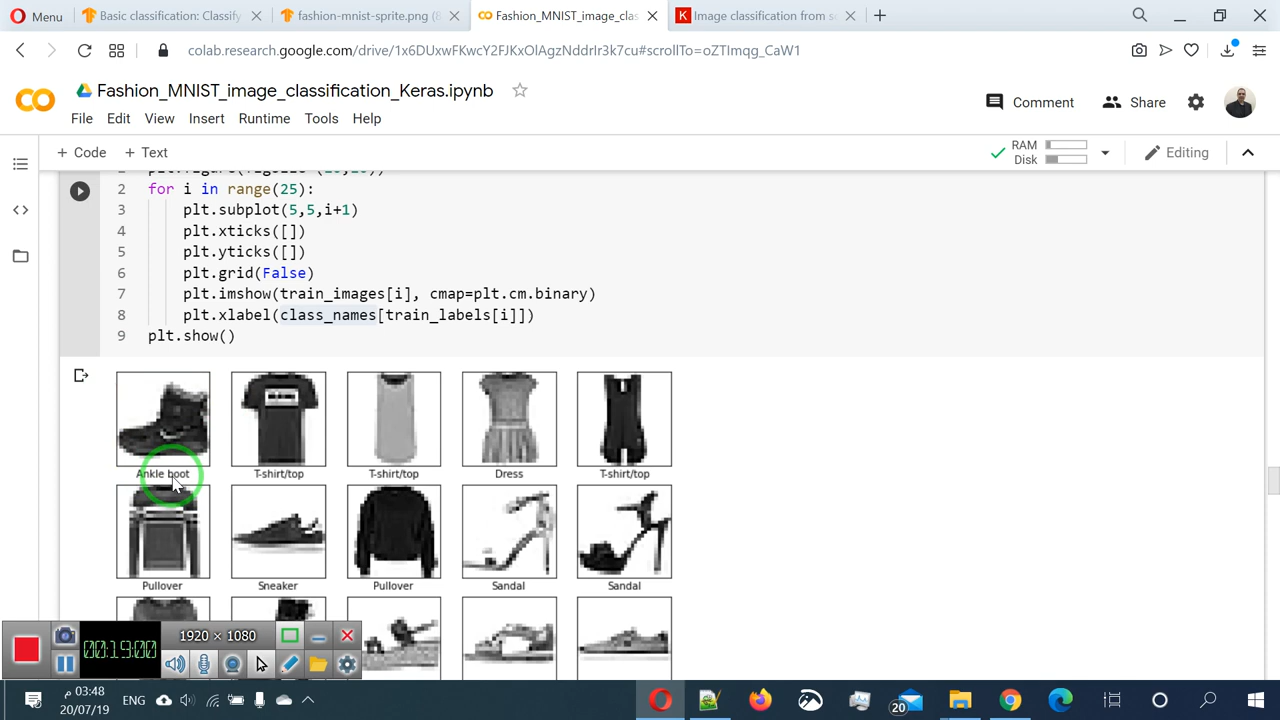 Menu
Basic classification: Classify
fashion-mnist-sprite.png
Fashion_MNIST_image_clas
Image classification from s
colab.research.google.com/drive/1x6DUxwFKwcY2FJKxOlAgzNddrIr3k7cu#scrollTo=oZTImqg_CaW1
CO
Fashion_MNIST_image_classification_Keras.ipynb
Comment
Share
File Edit View Insert Runtime Tools Help
+ Code + Text
RAM
Disk
Editing
2 for i in range(25):
3 plt.subplot(5,5,i+1)
4 plt.xticks([])
5 plt.yticks([])
6 plt.grid(False)
7 plt.imshow(train_images[i], cmap=plt.cm.binary)
8 plt.xlabel(class_names[train_labels[i]])
9 plt.show()
Ankle boot T-shirt/top T-shirt/top Dress T-shirt/top
Pullover Sneaker Pullover Sandal Sandal
1920 × 1080
00:19:00
03:48 م
20/07/19
ENG
20